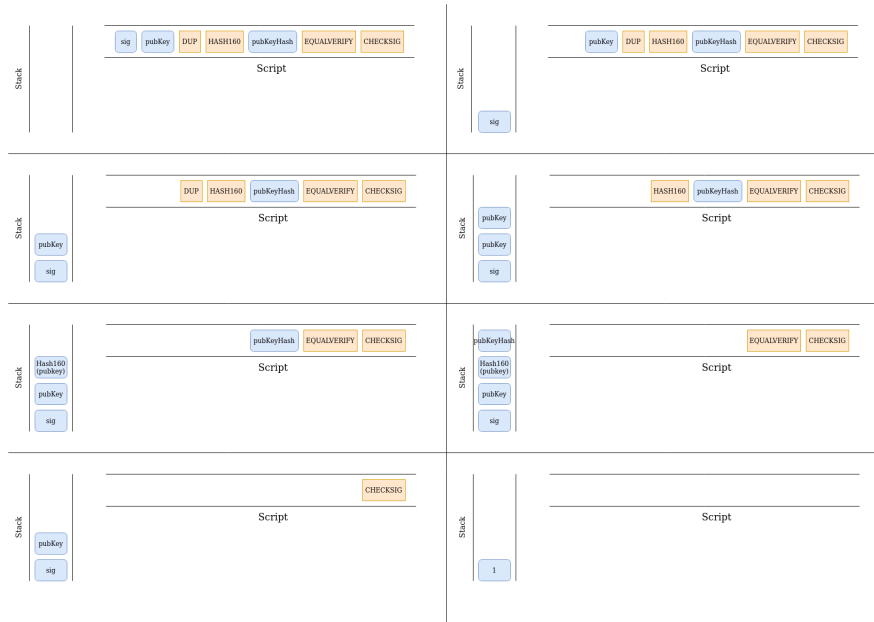 sig pubKey DUP HASH160 pubKeyHash EQUALVERIFY CHECKSIG
Stack
Script
pubKey DUP HASH160 pubKeyHash EQUALVERIFY CHECKSIG
Stack
Script
sig
DUP HASH160 pubKeyHash EQUALVERIFY CHECKSIG
Stack
Script
pubKey
sig
HASH160 pubKeyHash EQUALVERIFY CHECKSIG
Stack
Script
pubKey
pubKey
sig
pubKeyHash EQUALVERIFY CHECKSIG
Stack
Script
Hash160
(pubkey)
pubKey
sig
pubKeyHash
EQUALVERIFY CHECKSIG
Stack
Script
Hash160
(pubkey)
pubKey
sig
CHECKSIG
Stack
Script
pubKey
sig
Stack
Script
1